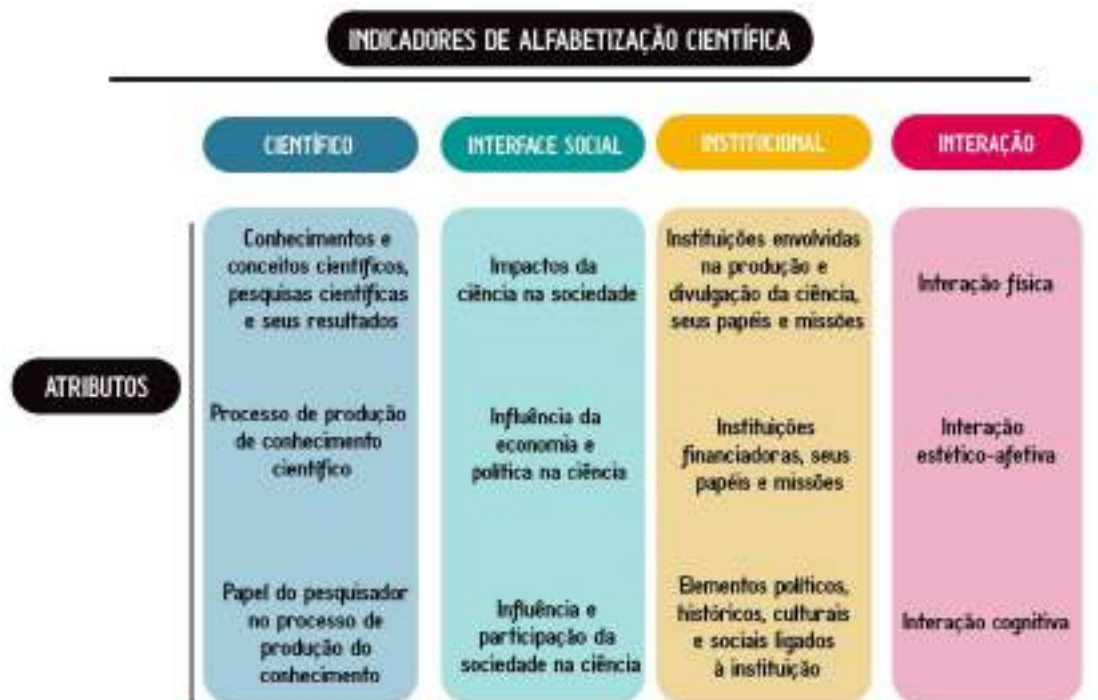 INDICADORES DE ALFABETIZAÇÃO CIENTÍFICA
CIENTÍFICO
INTERFACE SOCIAL
INSTITUCIONAL
INTERAÇÃO
ATRIBUTOS
Conhecimentos e
conceitos científicos,
pesquisas científicas
e seus resultados
Processo de produção
de conhecimento
científico
Papel do pesquisador
no processo de
produção do
conhecimento
Impactos da
ciência na sociedade
Influência da
economia e
política na ciência
Influência e
participação da
sociedade na ciência
Instituições envolvidas
na produção e
divulgação da ciência,
seus papéis e missões
Instituições
financiadoras, seus
papéis e missões
Elementos políticos,
históricos, culturais
e sociais ligados
à instituição
Interação física
Interação
estético-afetiva
Interação cognitiva